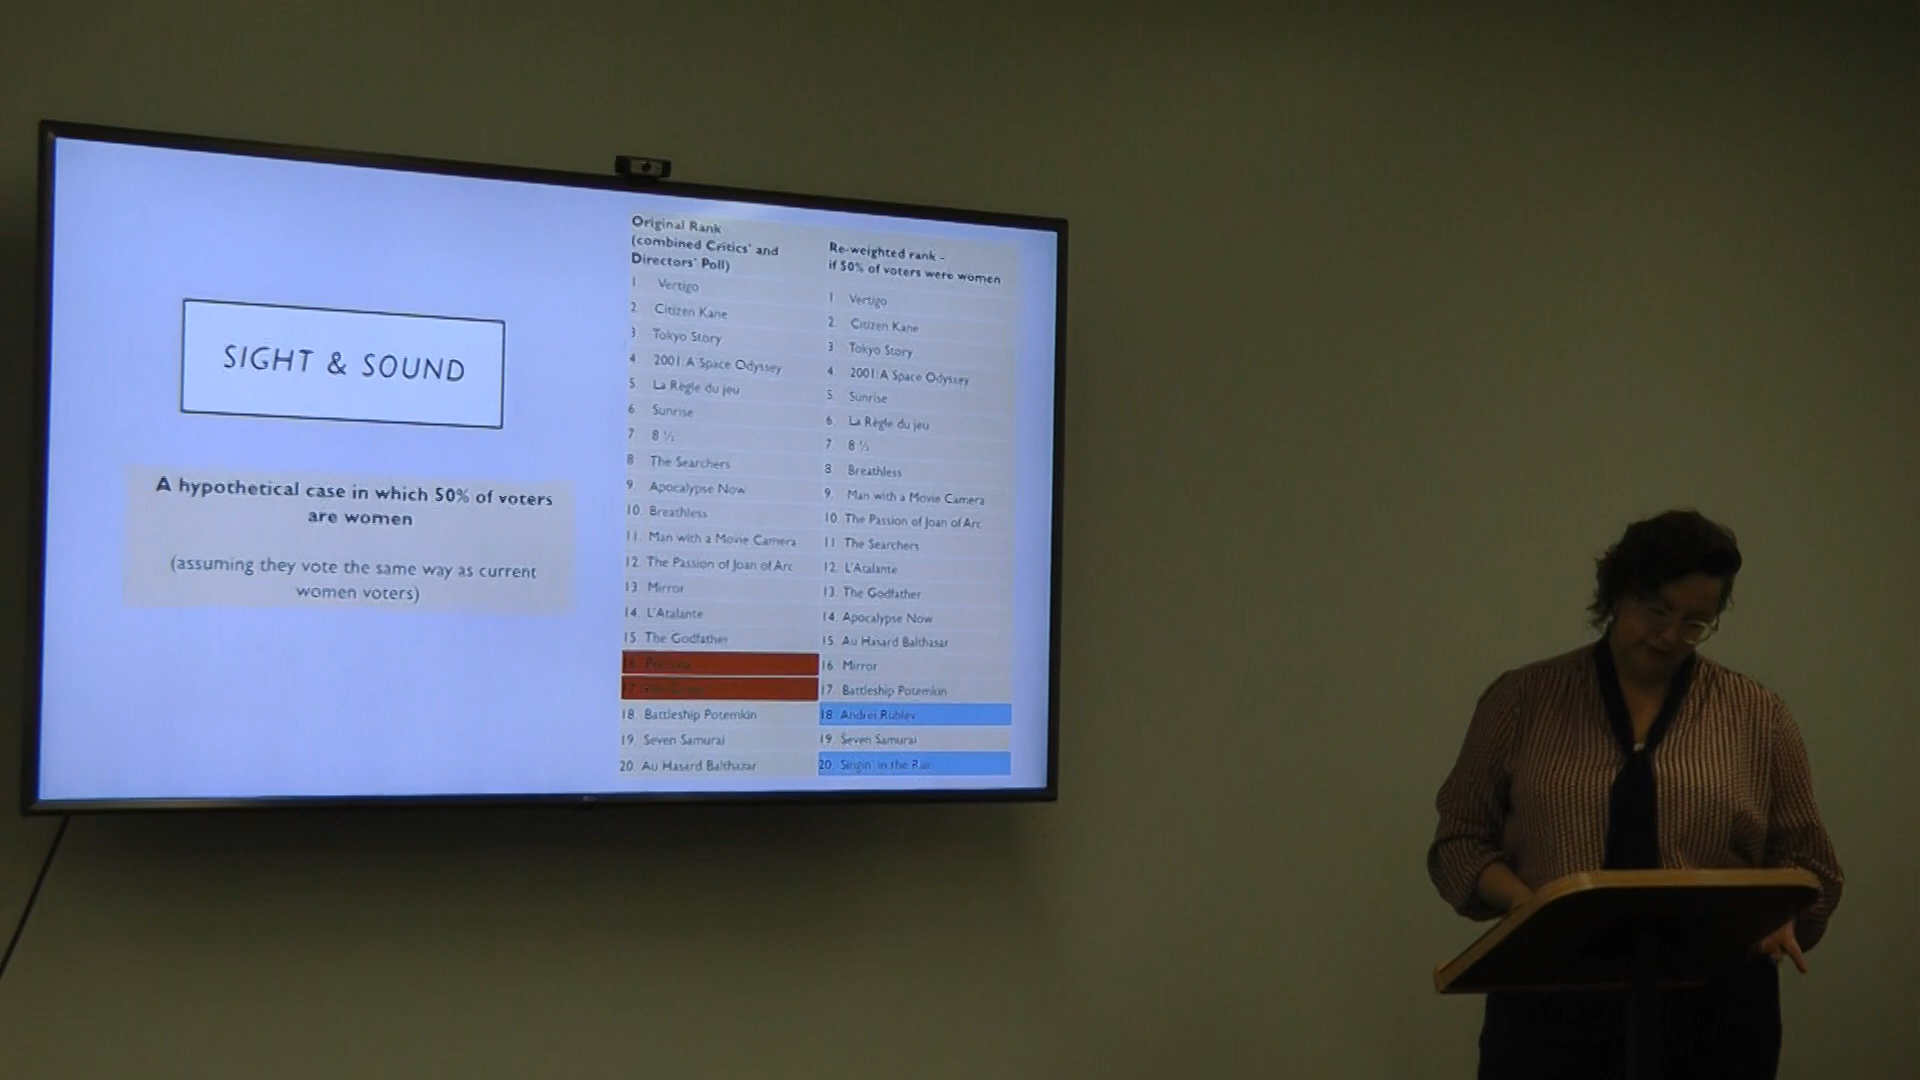 SIGHT & SOUND
A hypothetical case in which 50% of voters
are women
(assuming they vote the same way as current
women voters)
Original Rank
(combined Critics' and
Directors' Poll)
1 Vertigo
2 Citizen Kane
3 Tokyo Story
4 2001: A Space Odyssey
5 La Règle du jeu
6 Sunrise
7 8 ½
8 The Searchers
9 Apocalypse Now
10. Breathless
11. Man with a Movie Camera
12. The Passion of Joan of Arc
13 Mirror
14. L'Atalante
15. The Godfather
16. Persona
17.
18. Battleship Potemkin
19. Seven Samurai
20. Au Hasard Balthazar
Re-weighted rank -
if 50% of voters were women
1 Vertigo
2. Citizen Kane
3. Tokyo Story
4. 2001: A Space Odyssey
5 Sunrise
6. La Règle du jeu
7. 8 ½
8. Breathless
9. Man with a Movie Camera
10. The Passion of Joan of Arc
11. The Searchers
12. L'Atalante
13. The Godfather
14. Apocalypse Now
15 Au Hasard Balthasar
16. Mirror
17. Battleship Potemkin
18. Andrei Rublev
19. Seven Samurai
20. Singin' in the Rain